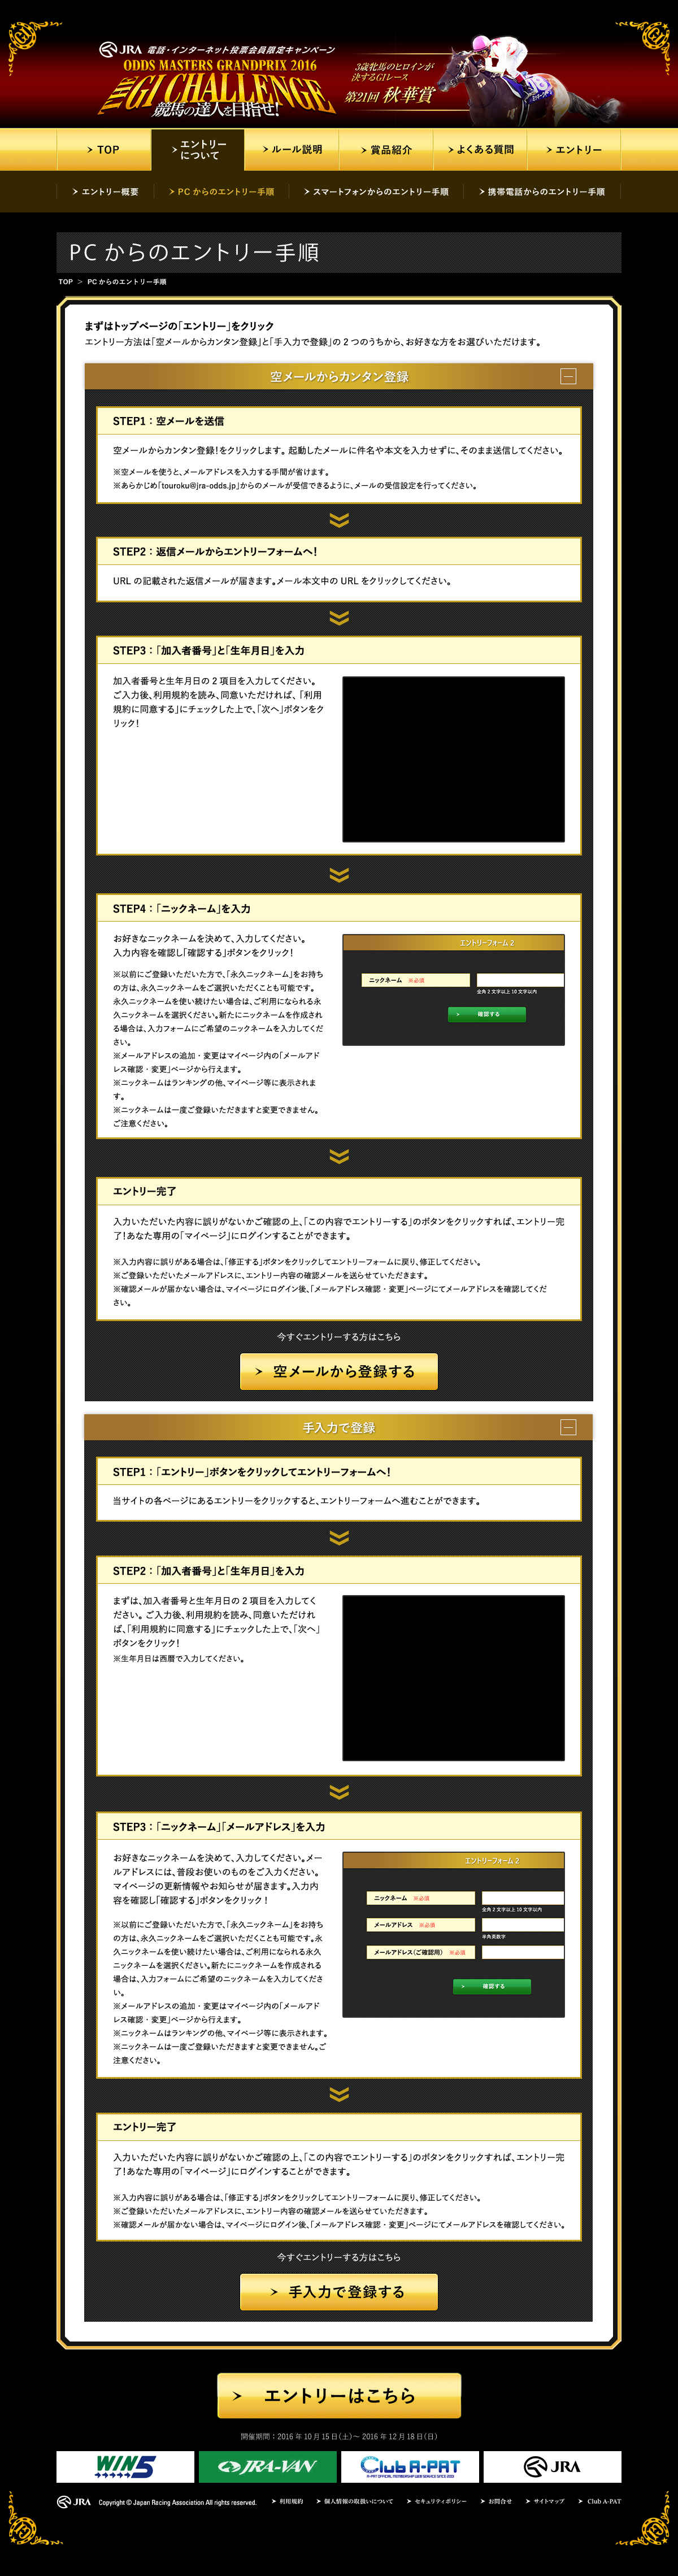 JRA 電話・インターネット投票会員限定キャンペーン
ODDS MASTERS GRANDPRIX 2016
THE GI CHALLENGE
競馬の達人を目指せ!
3歳牝馬のヒロインが
決するGIレース
第21回 秋華賞
TOP
エントリー
について
ルール説明
賞品紹介
よくある質問
エントリー
エントリー概要
PC からのエントリー手順
スマートフォンからのエントリー手順
携帯電話からのエントリー手順
PC からのエントリー手順
TOP > PC からのエントリー手順
まずはトップページの「エントリー」をクリック
エントリー方法は「空メールからカンタン登録」と「手入力で登録」の 2 つのうちから、お好きな方をお選びいただけます。
空メールからカンタン登録
STEP1:空メールを送信
空メールからカンタン登録!をクリックします。 起動したメールに件名や本文を入力せずに、そのまま送信してください。
※空メールを使うと、メールアドレスを入力する手間が省けます。
※あらかじめ「touroku@jra-odds.jp」からのメールが受信できるように、メールの受信設定を行ってください。
STEP2:返信メールからエントリーフォームへ!
URL の記載された返信メールが届きます。メール本文中の URL をクリックしてください。
STEP3:「加入者番号」と「生年月日」を入力
加入者番号と生年月日の 2 項目を入力してください。
ご入力後、利用規約を読み、同意いただければ、 「利用
規約に同意する」にチェックした上で、「次へ」ボタンをク
リック!
STEP4:「ニックネーム」を入力
お好きなニックネームを決めて、入力してください。
入力内容を確認し「確認する」ボタンをクリック!
※以前にご登録いただいた方で、「永久ニックネーム」をお持ち
の方は、永久ニックネームをご選択いただくことも可能です。
永久ニックネームを使い続けたい場合は、ご利用になられる永
久ニックネームを選択ください。新たにニックネームを作成され
る場合は、入力フォームにご希望のニックネームを入力してくだ
さい。
※メールアドレスの追加・変更はマイページ内の「メールアド
レス確認・変更」ページから行えます。
※ニックネームはランキングの他、マイページ等に表示されま
す。
※ニックネームは一度ご登録いただきますと変更できません。
ご注意ください。
エントリーフォーム 2
ニックネーム ※必須
全角 2 文字以上 10 文字以内
> 確認する
エントリー完了
入力いただいた内容に誤りがないかご確認の上、「この内容でエントリーする」のボタンをクリックすれば、エントリー完
了!あなた専用の「マイページ」にログインすることができます。
※入力内容に誤りがある場合は、「修正する」ボタンをクリックしてエントリーフォームに戻り、修正してください。
※ご登録いただいたメールアドレスに、エントリー内容の確認メールを送らせていただきます。
※確認メールが届かない場合は、マイページにログイン後、「メールアドレス確認・変更」ページにてメールアドレスを確認してくだ
さい。
今すぐエントリーする方はこちら
空メールから登録する
手入力で登録
STEP1:「エントリー」ボタンをクリックしてエントリーフォームへ!
当サイトの各ページにあるエントリーをクリックすると、エントリーフォームへ進むことができます。
STEP2:「加入者番号」と「生年月日」を入力
まずは、加入者番号と生年月日の 2 項目を入力してく
ださい。 ご入力後、利用規約を読み、同意いただけれ
ば、「利用規約に同意する」にチェックした上で、「次へ」
ボタンをクリック!
※生年月日は西暦で入力してください。
STEP3:「ニックネーム」「メールアドレス」を入力
お好きなニックネームを決めて、入力してください。メー
ルアドレスには、普段お使いのものをご入力ください。
マイページの更新情報やお知らせが届きます。入力内
容を確認し「確認する」ボタンをクリック!
※以前にご登録いただいた方で、「永久ニックネーム」をお持ち
の方は、永久ニックネームをご選択いただくことも可能です。永
久ニックネームを使い続けたい場合は、ご利用になられる永久
ニックネームを選択ください。新たにニックネームを作成される
場合は、入力フォームにご希望のニックネームを入力してくださ
い。
※メールアドレスの追加・変更はマイページ内の「メールアド
レス確認・変更」ページから行えます。
※ニックネームはランキングの他、マイページ等に表示されます。
※ニックネームは一度ご登録いただきますと変更できません。ご
注意ください。
エントリーフォーム 2
ニックネーム ※必須
全角 2 文字以上 10 文字以内
メールアドレス ※必須
半角英数字
メールアドレス(ご確認用) ※必須
> 確認する
エントリー完了
入力いただいた内容に誤りがないかご確認の上、「この内容でエントリーする」のボタンをクリックすれば、エントリー完
了!あなた専用の「マイページ」にログインすることができます。
※入力内容に誤りがある場合は、「修正する」ボタンをクリックしてエントリーフォームに戻り、修正してください。
※ご登録いただいたメールアドレスに、エントリー内容の確認メールを送らせていただきます。
※確認メールが届かない場合は、マイページにログイン後、「メールアドレス確認・変更」ページにてメールアドレスを確認してください。
今すぐエントリーする方はこちら
手入力で登録する
エントリーはこちら
開催期間:2016 年 10 月 15 日(土)〜 2016 年 12 月 18 日(日)
WIN5
JRA-VAN
Club A-PAT
A-PAT OFFICIAL MEMBERSHIP WEB SERVICE SINCE 2003
JRA
JRA Copyright © Japan Racing Association All rights reserved.
利用規約
個人情報の取扱いについて
セキュリティポリシー
お問合せ
サイトマップ
Club A-PAT